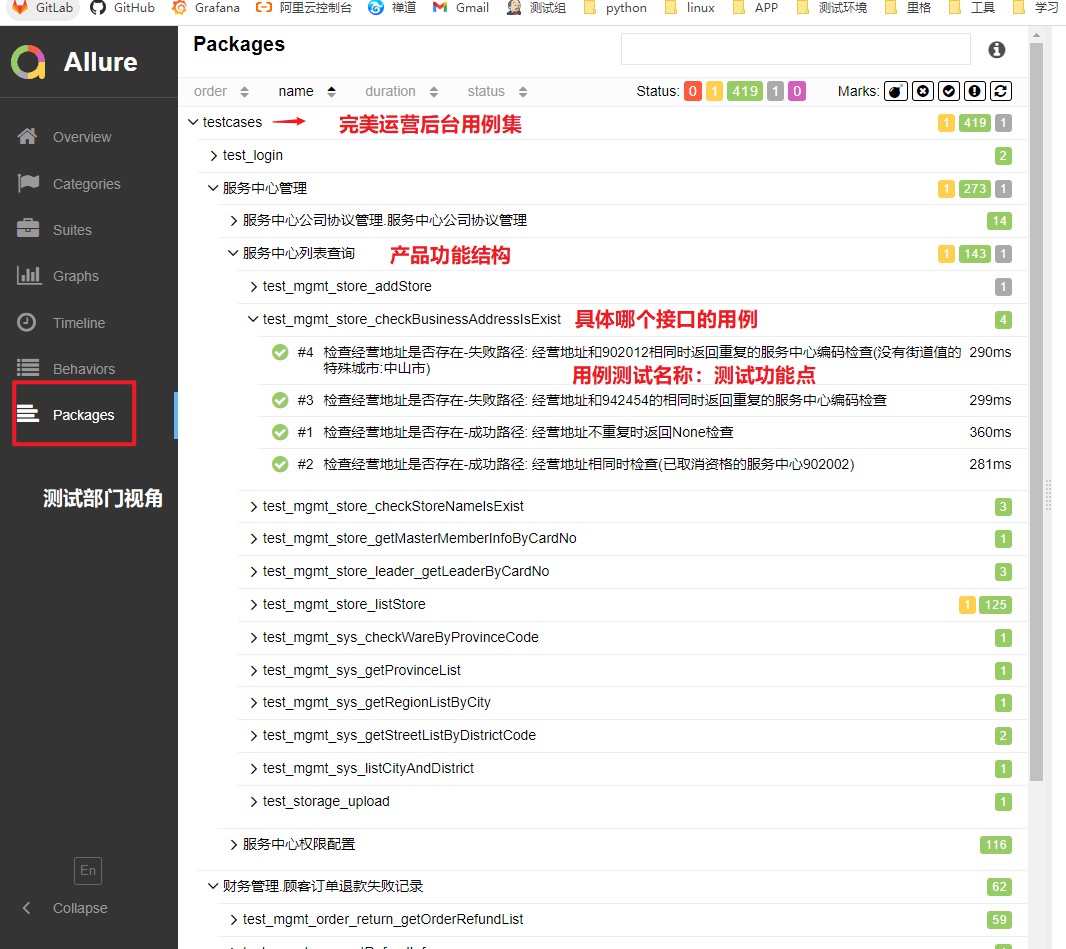 GitLab GitHub Grafana 阿里云控制台 禅道 Gmail 测试组 python linux APP 测试环境 里格 工具 学习
Allure
Overview
Categories
Suites
Graphs
Timeline
Behaviors
Packages
测试部门视角
En
Collapse
Packages
order name duration status Status: 0 1 419 1 0 Marks:
testcases 完美运营后台用例集 1 419 1
test_login 2
服务中心管理 1 273 1
服务中心公司协议管理.服务中心公司协议管理 14
服务中心列表查询 产品功能结构 1 143 1
test_mgmt_store_addStore 1
test_mgmt_store_checkBusinessAddressIsExist 具体哪个接口的用例 4
#4 检查经营地址是否存在-失败路径: 经营地址和902012相同时返回重复的服务中心编码检查(没有街道值的 290ms
特殊城市:中山市)
用例测试名称：测试功能点
#3 检查经营地址是否存在-失败路径: 经营地址和942454的相同时返回重复的服务中心编码检查 299ms
#1 检查经营地址是否存在-成功路径: 经营地址不重复时返回None检查 360ms
#2 检查经营地址是否存在-成功路径: 经营地址相同时检查(已取消资格的服务中心902002) 281ms
test_mgmt_store_checkStoreNameIsExist 3
test_mgmt_store_getMasterMemberInfoByCardNo 1
test_mgmt_store_leader_getLeaderByCardNo 3
test_mgmt_store_listStore 1 125
test_mgmt_sys_checkWareByProvinceCode 1
test_mgmt_sys_getProvinceList 1
test_mgmt_sys_getRegionListByCity 1
test_mgmt_sys_getStreetListByDistrictCode 2
test_mgmt_sys_listCityAndDistrict 1
test_storage_upload 1
服务中心权限配置 116
财务管理.顾客订单退款失败记录 62
test_mgmt_order_return_getOrderRefundList 59